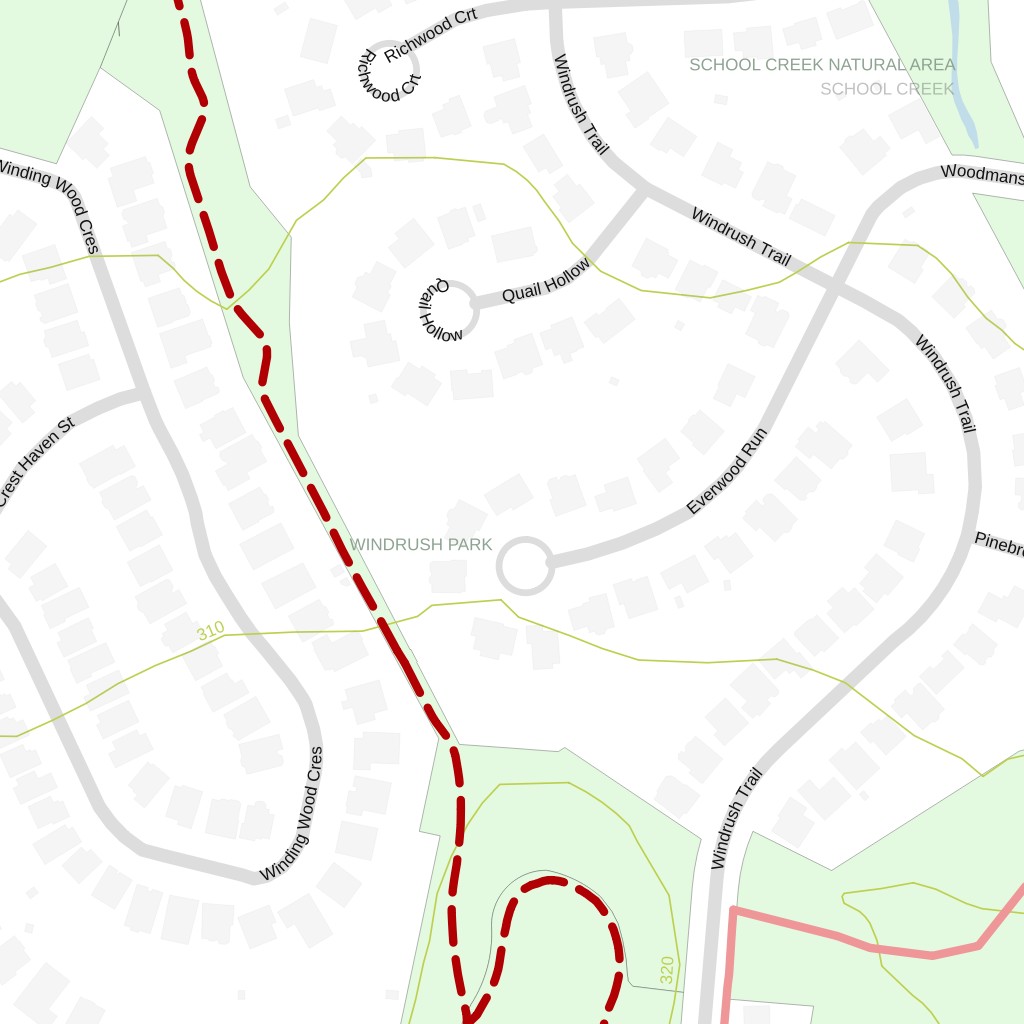 Richwood Crt
Richwood Crt
Windrush Trail
SCHOOL CREEK NATURAL AREA
SCHOOL CREEK
Winding Wood Cres
Woodmans
Windrush Trail
Quail Hollow
Quail Hollow
Windrush Trail
Crest Haven St
Everwood Run
WINDRUSH PARK
Pinebro
310
Winding Wood Cres
Windrush Trail
320